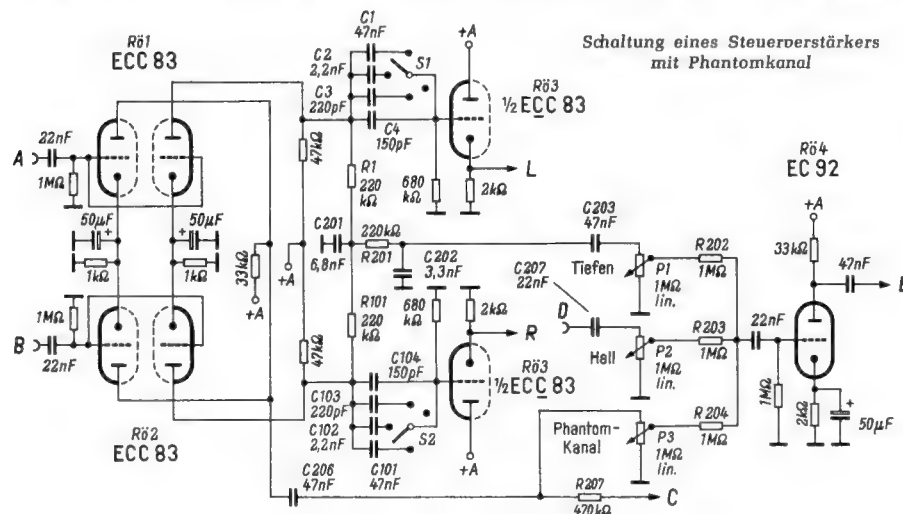 Schaltung eines Steuerverstärkers
mit Phantomkanal
Rö1
ECC 83
22nF
A
1MΩ
50µF
+
50µF
+
1kΩ
1kΩ
1MΩ
B
22nF
Rö2
ECC 83
33kΩ
+A
+A
47kΩ
47kΩ
C1
47nF
C2
2,2nF
C3
220pF
C4
150pF
S1
R1
220
kΩ
680
kΩ
+A
Rö3
½ECC 83
L
2kΩ
C201
6,8nF
220kΩ
R201
C202
3,3nF
680
kΩ
2kΩ
R
R101
220
kΩ
C104
150pF
C103
220pF
C102
2,2nF
C101
47nF
S2
Rö3
½ECC 83
+A
C206
47nF
C203
47nF
Tiefen
P1
1MΩ
lin.
R202
1MΩ
C207
22nF
D
Hall
P2
1MΩ
lin.
R203
1MΩ
Phantom-
Kanal
P3
1MΩ
lin.
R204
1MΩ
R207
470kΩ
C
Rö4
EC 92
+A
33kΩ
47nF
E
22nF
1MΩ
2kΩ
+
50µF